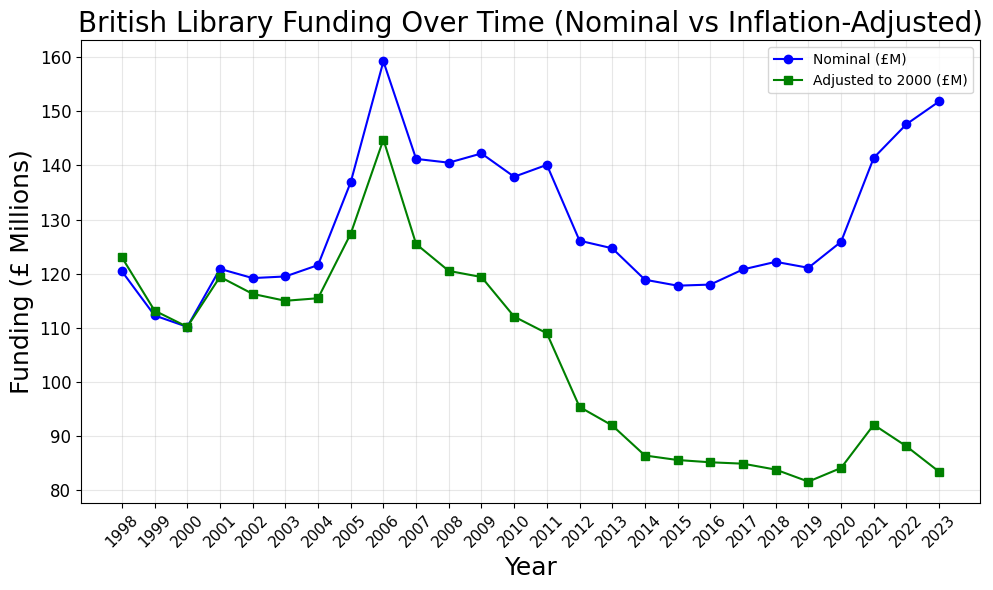 British Library Funding Over Time (Nominal vs Inflation-Adjusted)
Nominal (£M)
Adjusted to 2000 (£M)
Funding (£ Millions)
160
150
140
130
120
110
100
90
80
1998 1999 2000 2001 2002 2003 2004 2005 2006 2007 2008 2009 2010 2011 2012 2013 2014 2015 2016 2017 2018 2019 2020 2021 2022 2023
Year